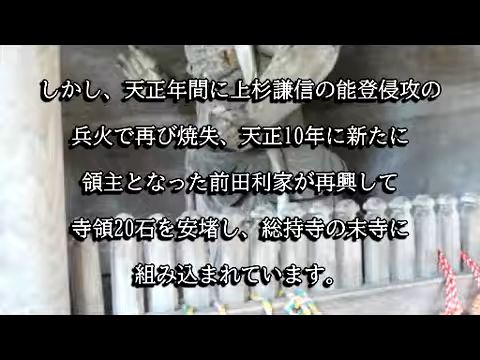 しかし、天正年間に上杉謙信の能登侵攻の
兵火で再び焼失、天正10年に新たに
領主となった前田利家が再興して
寺領20石を安堵し、総持寺の末寺に
組み込まれています。